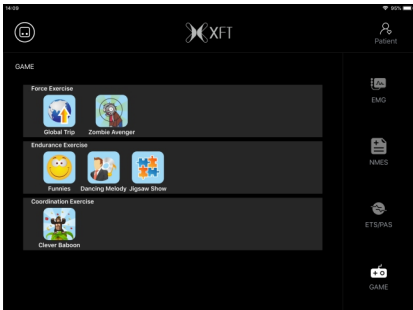 14:09
95%
XFT
Patient
GAME
Force Exercise
Global Trip Zombie Avenger
Endurance Exercise
Funnies Dancing Melody Jigsaw Show
Coordination Exercise
Clever Baboon
EMG
NMES
ETS/PAS
GAME